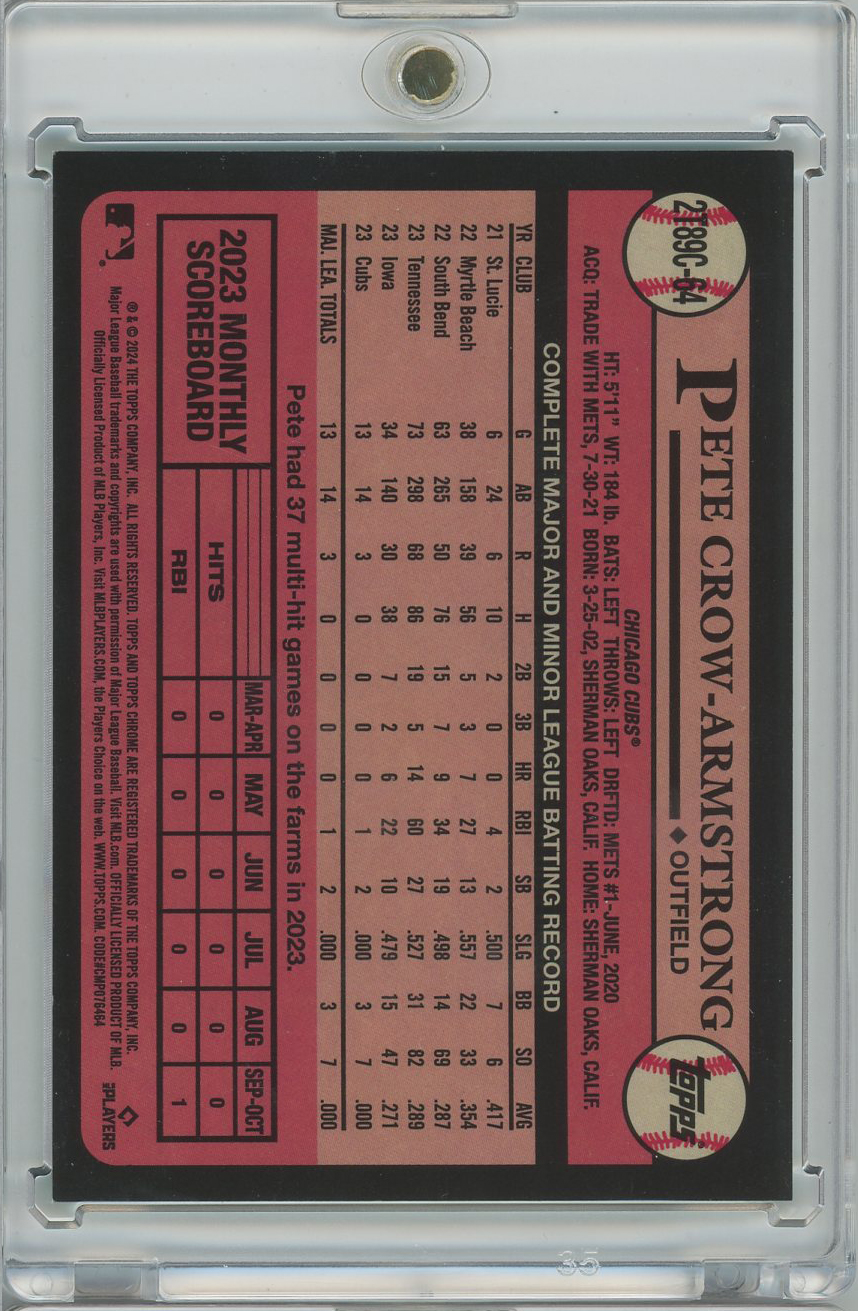 2T89C-64
PETE CROW-ARMSTRONG
◆ OUTFIELD
topps.
CHICAGO CUBS®
HT: 5'11" WT: 184 lb. BATS: LEFT THROWS: LEFT DRFTD: METS #1-JUNE, 2020
ACQ: TRADE WITH METS, 7-30-21 BORN: 3-25-02, SHERMAN OAKS, CALIF. HOME: SHERMAN OAKS, CALIF.
COMPLETE MAJOR AND MINOR LEAGUE BATTING RECORD
YR CLUB G AB R H 2B 3B HR RBI SB SLG BB SO AVG
21 St. Lucie 6 24 6 10 2 0 0 4 2 .500 7 6 .417
22 Myrtle Beach 38 158 39 56 5 3 7 27 13 .557 22 33 .354
22 South Bend 63 265 50 76 15 7 9 34 19 .498 14 69 .287
23 Tennessee 73 298 68 86 19 5 14 60 27 .527 31 82 .289
23 Iowa 34 140 30 38 7 2 6 22 10 .479 15 47 .271
23 Cubs 13 14 3 0 0 0 0 1 2 .000 3 7 .000
MAJ. LEA. TOTALS 13 14 3 0 0 0 0 1 2 .000 3 7 .000
Pete had 37 multi-hit games on the farms in 2023.
2023 MONTHLY
SCOREBOARD
MAR-APR MAY JUN JUL AUG SEP-OCT
HITS 0 0 0 0 0 0
RBI 0 0 0 0 0 1
® & © 2024 THE TOPPS COMPANY, INC. ALL RIGHTS RESERVED. TOPPS AND TOPPS CHROME ARE REGISTERED TRADEMARKS OF THE TOPPS COMPANY, INC.
Major League Baseball trademarks and copyrights are used with permission of Major League Baseball. Visit MLB.com. OFFICIALLY LICENSED PRODUCT OF MLB.
Officially Licensed Product of MLB Players, Inc. Visit MLBPLAYERS.COM, the Players Choice on the web. WWW.TOPPS.COM. CODE#CMP076464
MLB PLAYERS
35